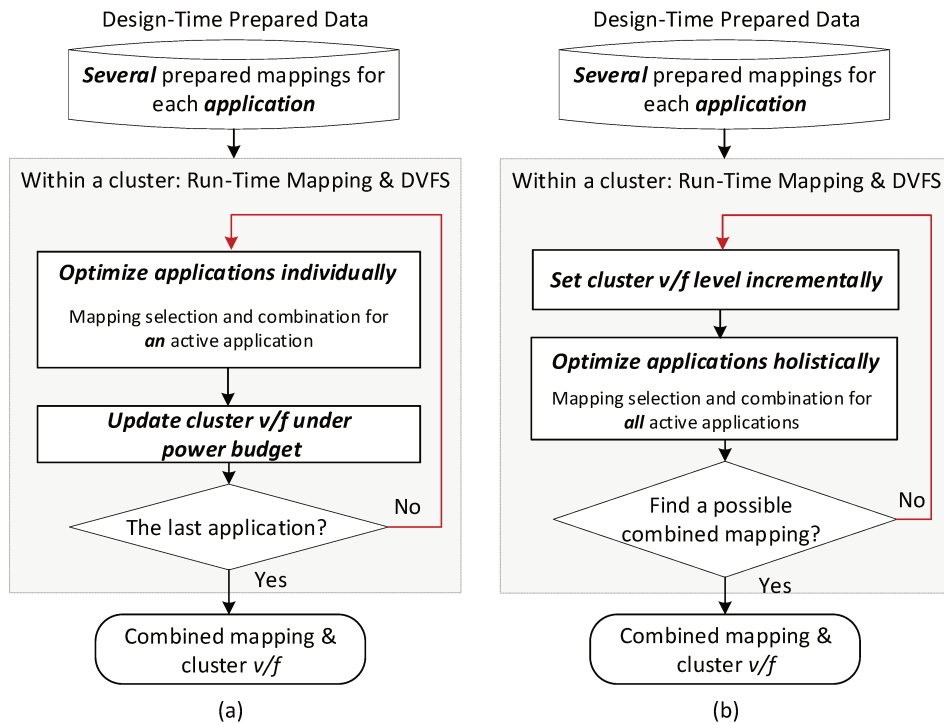 Design-Time Prepared Data
Several prepared mappings for
each application
Within a cluster: Run-Time Mapping & DVFS
Optimize applications individually
Mapping selection and combination for
an active application
Update cluster v/f under
power budget
The last application?
No
Yes
Combined mapping &
cluster v/f
(a)
Design-Time Prepared Data
Several prepared mappings for
each application
Within a cluster: Run-Time Mapping & DVFS
Set cluster v/f level incrementally
Optimize applications holistically
Mapping selection and combination for
all active applications
Find a possible
combined mapping?
No
Yes
Combined mapping &
cluster v/f
(b)